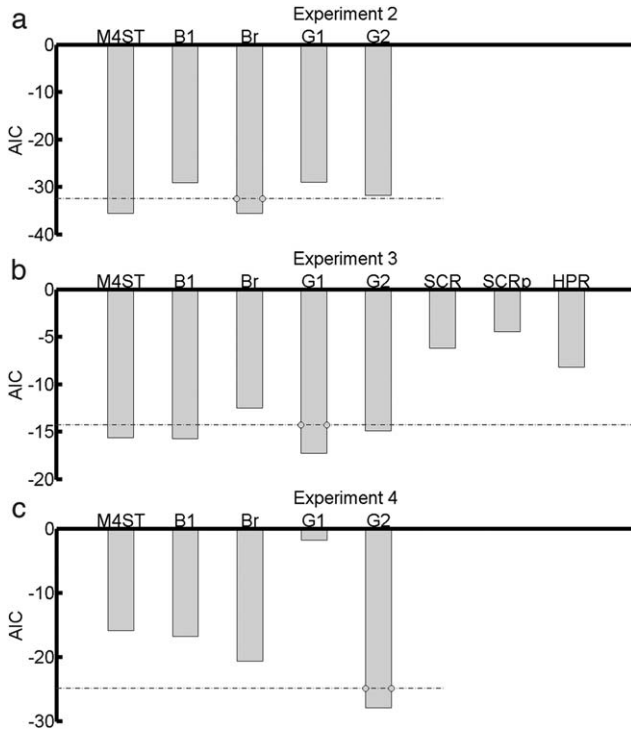 a
Experiment 2
M4ST B1 Br G1 G2
0
-10
-20
-30
-40
AIC
b
Experiment 3
M4ST B1 Br G1 G2 SCR SCRp HPR
0
-5
-10
-15
-20
AIC
c
Experiment 4
M4ST B1 Br G1 G2
0
-10
-20
-30
AIC